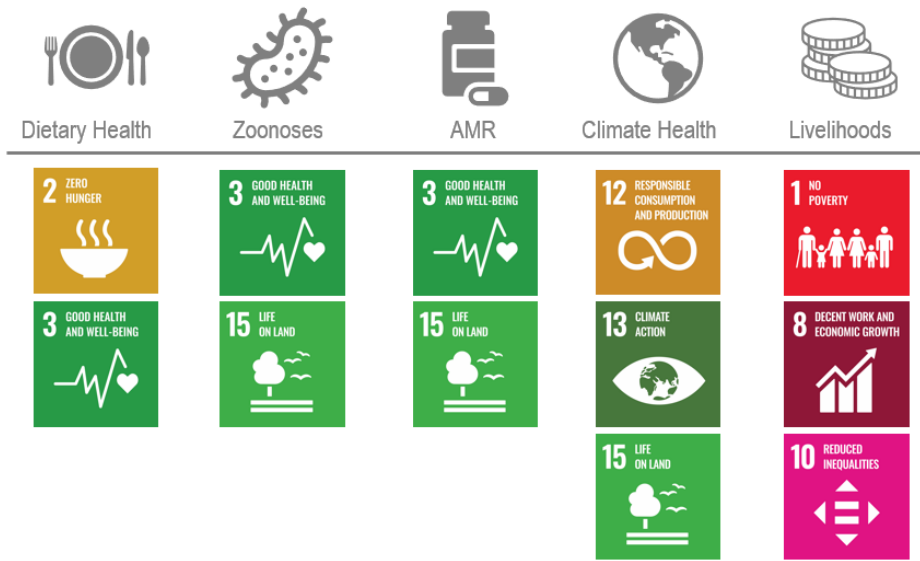 Dietary Health
Zoonoses
AMR
Climate Health
Livelihoods
2 ZERO
HUNGER
3 GOOD HEALTH
AND WELL-BEING
3 GOOD HEALTH
AND WELL-BEING
12 RESPONSIBLE
CONSUMPTION
AND PRODUCTION
1 NO
POVERTY
3 GOOD HEALTH
AND WELL-BEING
15 LIFE
ON LAND
15 LIFE
ON LAND
13 CLIMATE
ACTION
8 DECENT WORK AND
ECONOMIC GROWTH
15 LIFE
ON LAND
10 REDUCED
INEQUALITIES